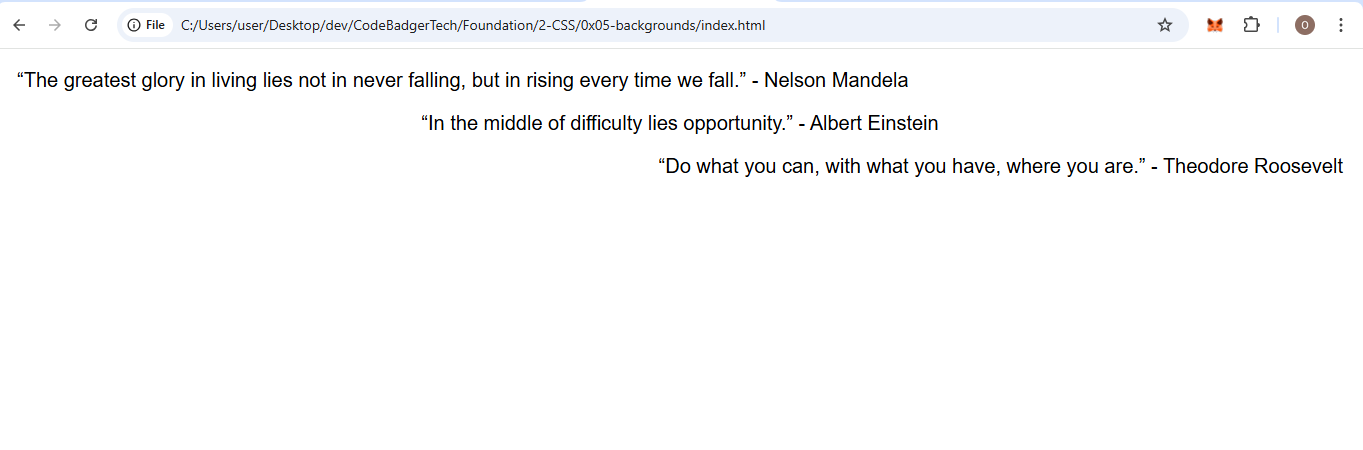 File C:/Users/user/Desktop/dev/CodeBadgerTech/Foundation/2-CSS/0x05-backgrounds/index.html O
“The greatest glory in living lies not in never falling, but in rising every time we fall.” - Nelson Mandela
“In the middle of difficulty lies opportunity.” - Albert Einstein
“Do what you can, with what you have, where you are.” - Theodore Roosevelt